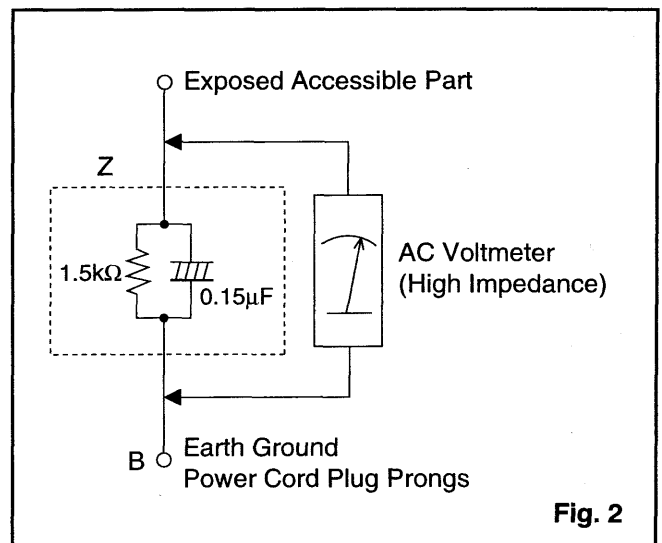 Exposed Accessible Part
Z
1.5kΩ
0.15μF
AC Voltmeter
(High Impedance)
B
Earth Ground
Power Cord Plug Prongs
Fig. 2